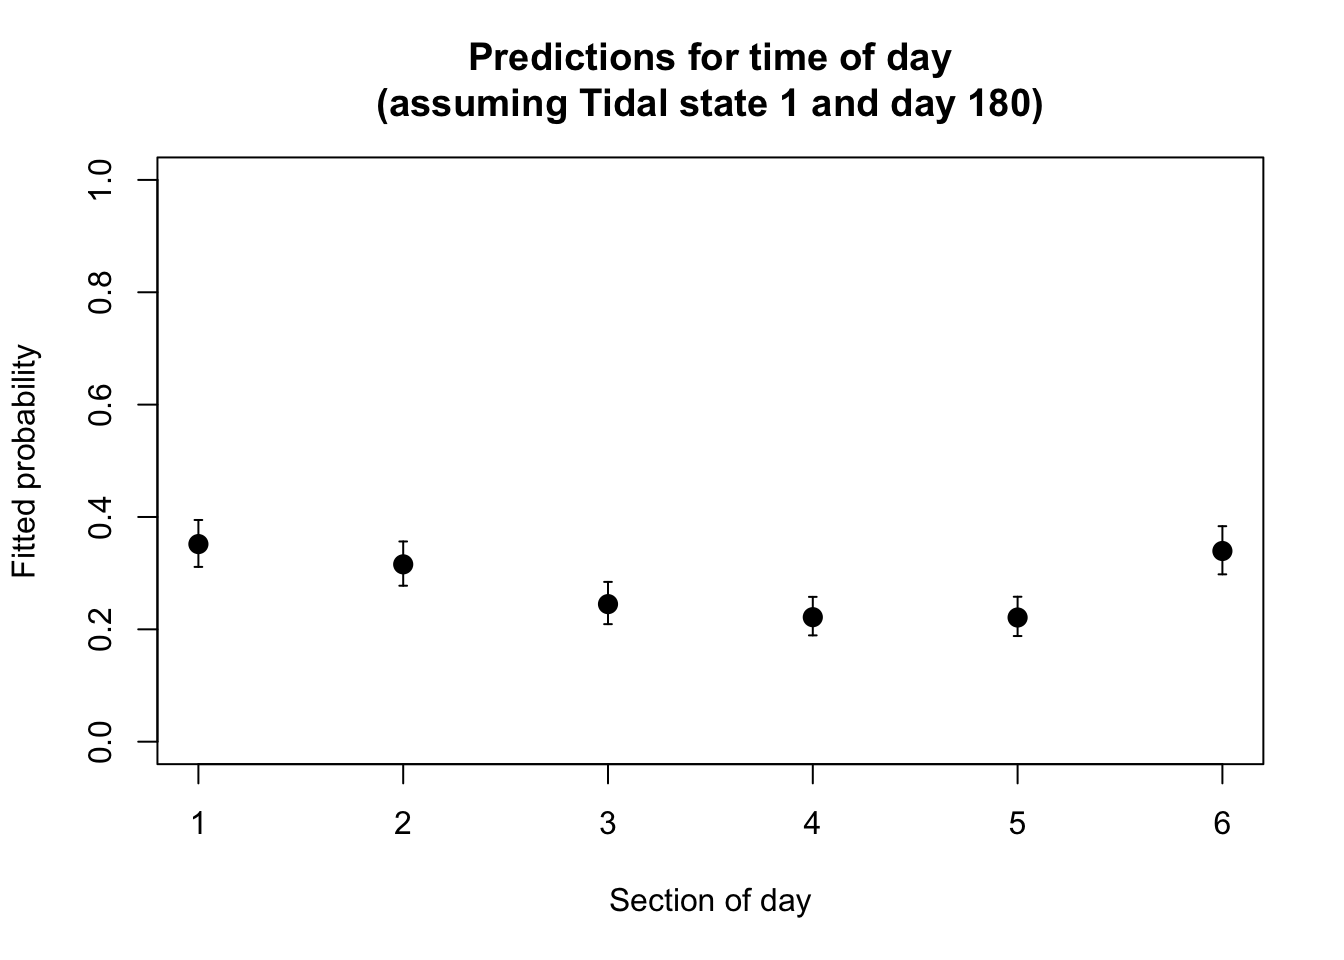 Predictions for time of day
(assuming Tidal state 1 and day 180)
1.0
0.8
0.6
0.4
0.2
0.0
Fitted probability
1 2 3 4 5 6
Section of day